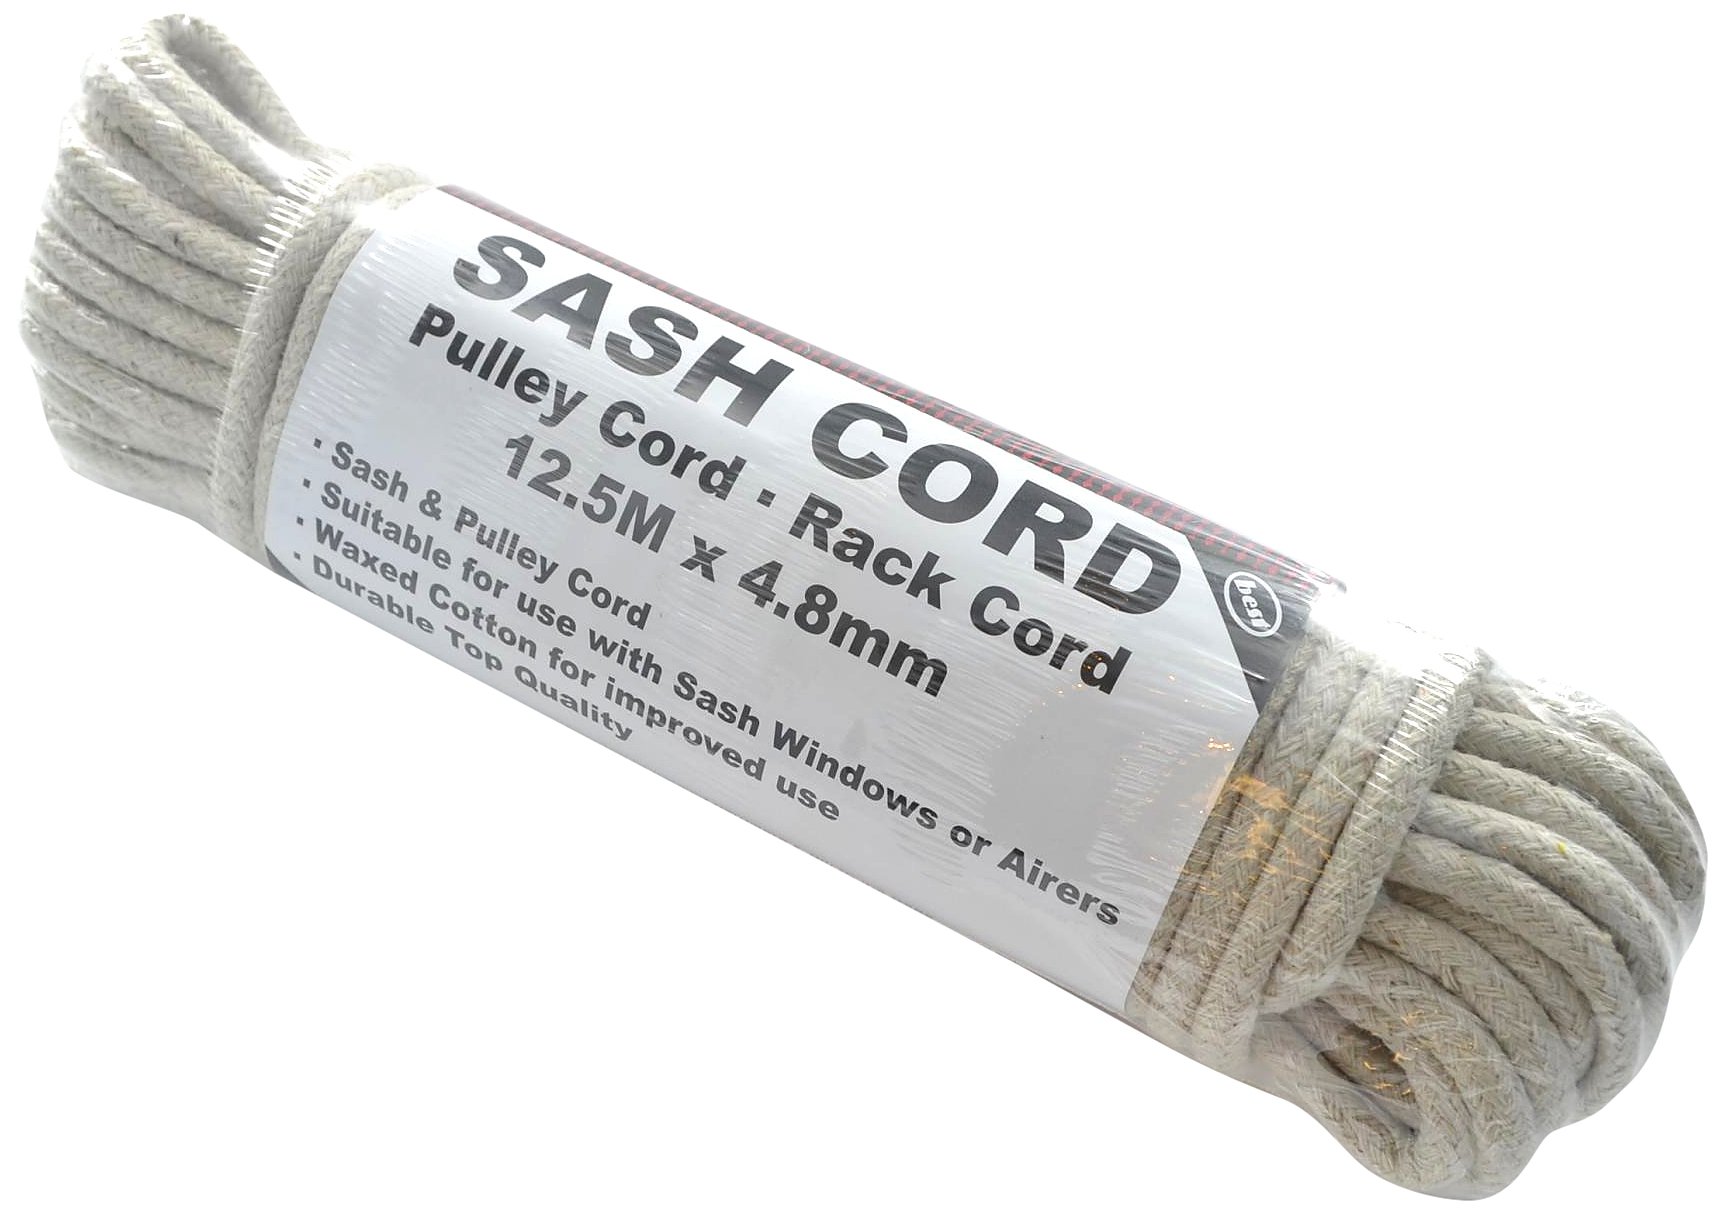 SASH CORD
Pulley Cord · Rack Cord
12.5M x 4.8mm
· Sash & Pulley Cord
· Suitable for use with Sash Windows or Airers
· Waxed Cotton for improved use
· Durable Top Quality
best